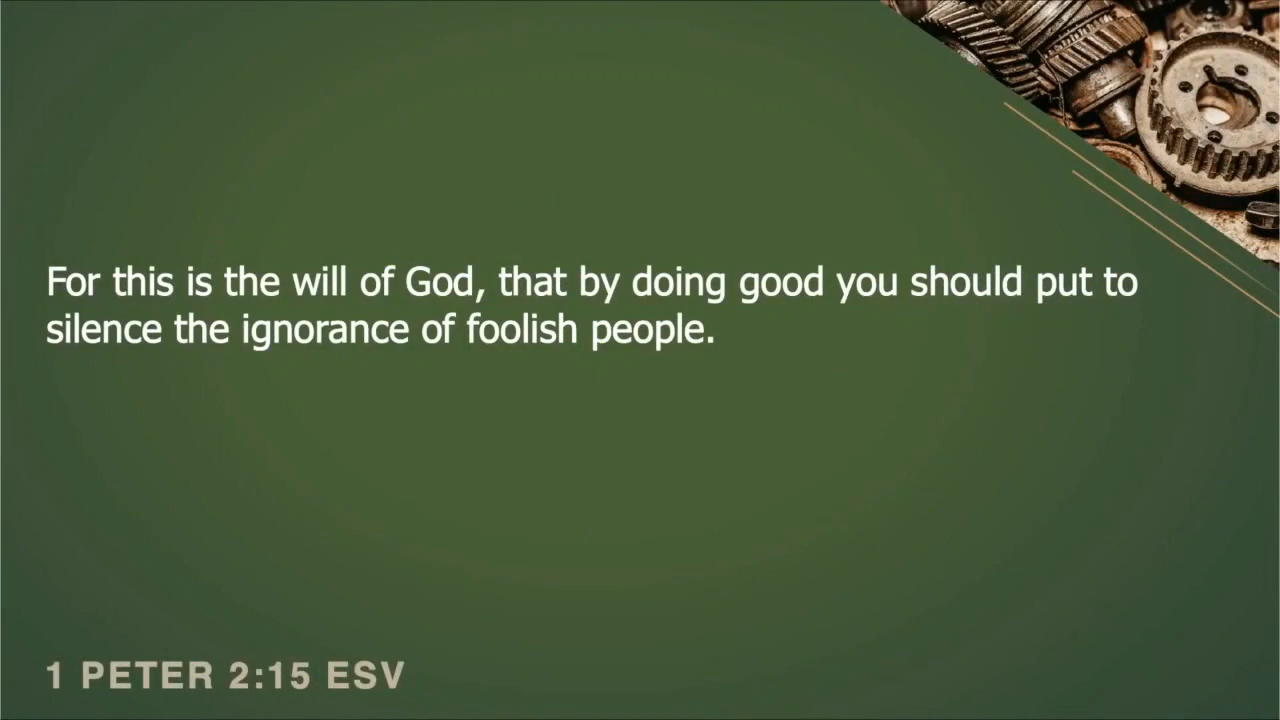 For this is the will of God, that by doing good you should put to
silence the ignorance of foolish people.
1 PETER 2:15 ESV